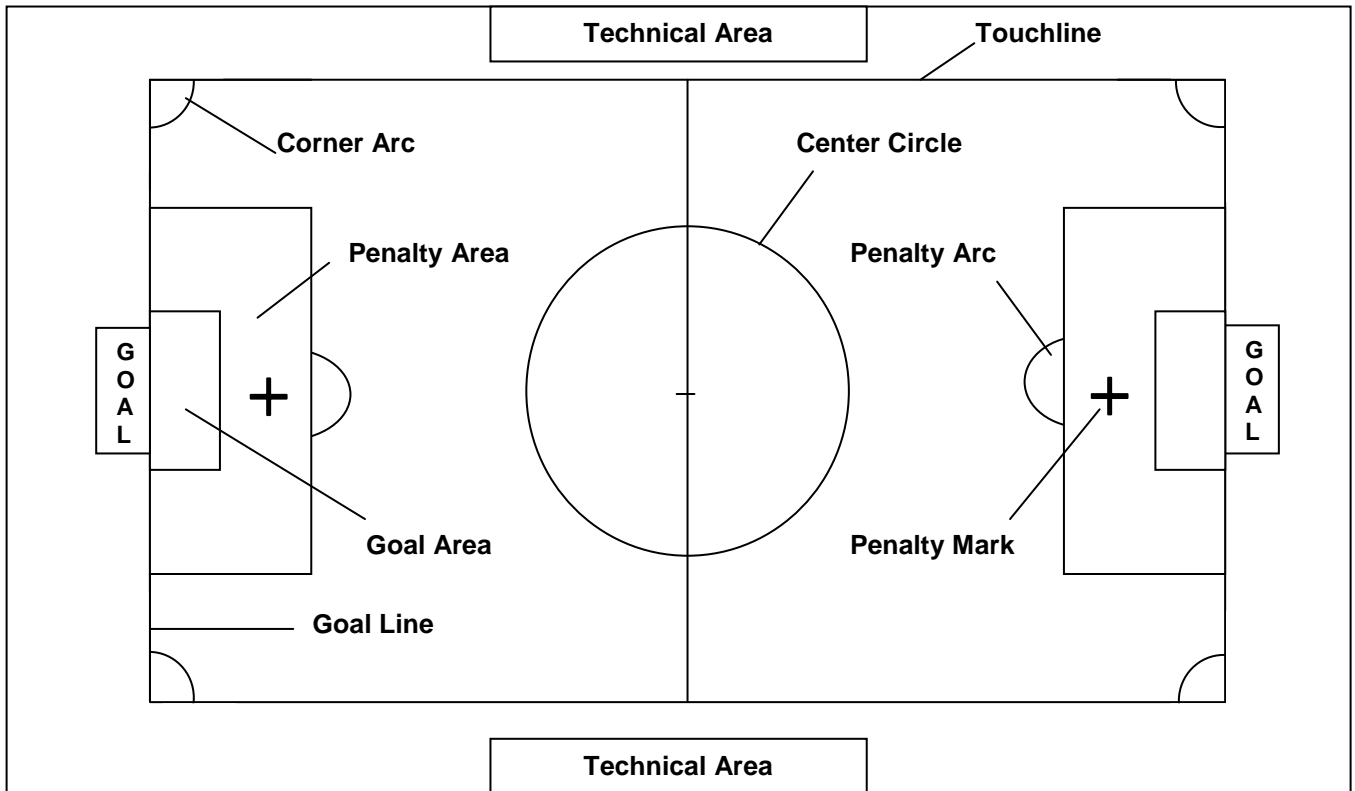 Technical Area
Touchline
Corner Arc
Center Circle
Penalty Area
Penalty Arc
G
O
A
L
G
O
A
L
Goal Area
Penalty Mark
Goal Line
Technical Area